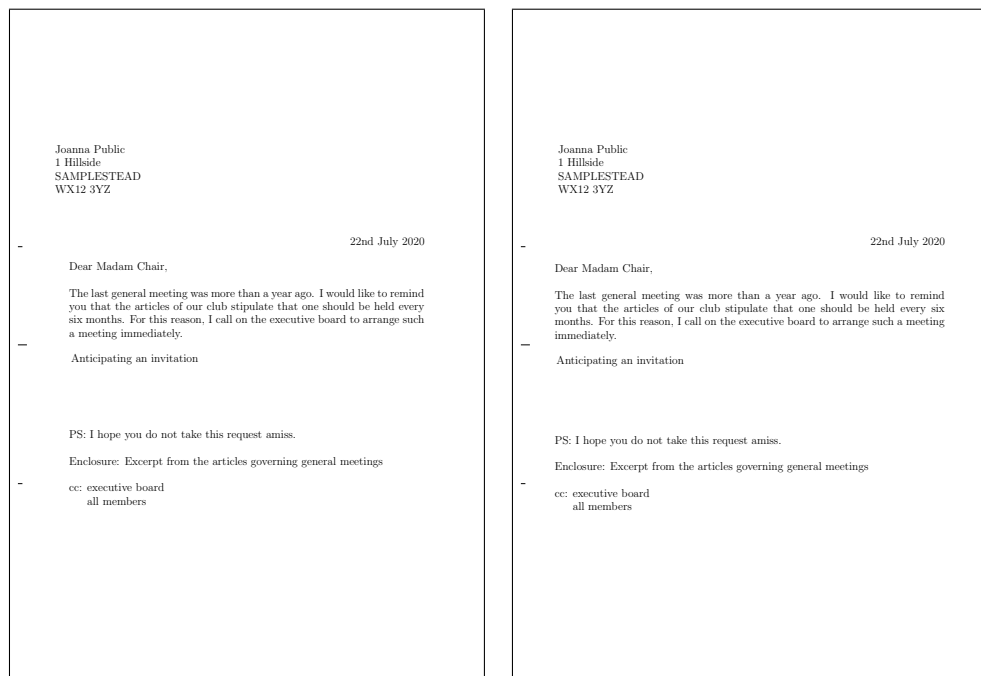 Joanna Public
1 Hillside
SAMPLESTEAD
WX12 3YZ
22nd July 2020
Dear Madam Chair,
The last general meeting was more than a year ago. I would like to remind
you that the articles of our club stipulate that one should be held every
six months. For this reason, I call on the executive board to arrange such
a meeting immediately.
Anticipating an invitation
PS: I hope you do not take this request amiss.
Enclosure: Excerpt from the articles governing general meetings
cc: executive board
all members
Joanna Public
1 Hillside
SAMPLESTEAD
WX12 3YZ
22nd July 2020
Dear Madam Chair,
The last general meeting was more than a year ago. I would like to remind
you that the articles of our club stipulate that one should be held every six
months. For this reason, I call on the executive board to arrange such a meeting
immediately.
Anticipating an invitation
PS: I hope you do not take this request amiss.
Enclosure: Excerpt from the articles governing general meetings
cc: executive board
all members